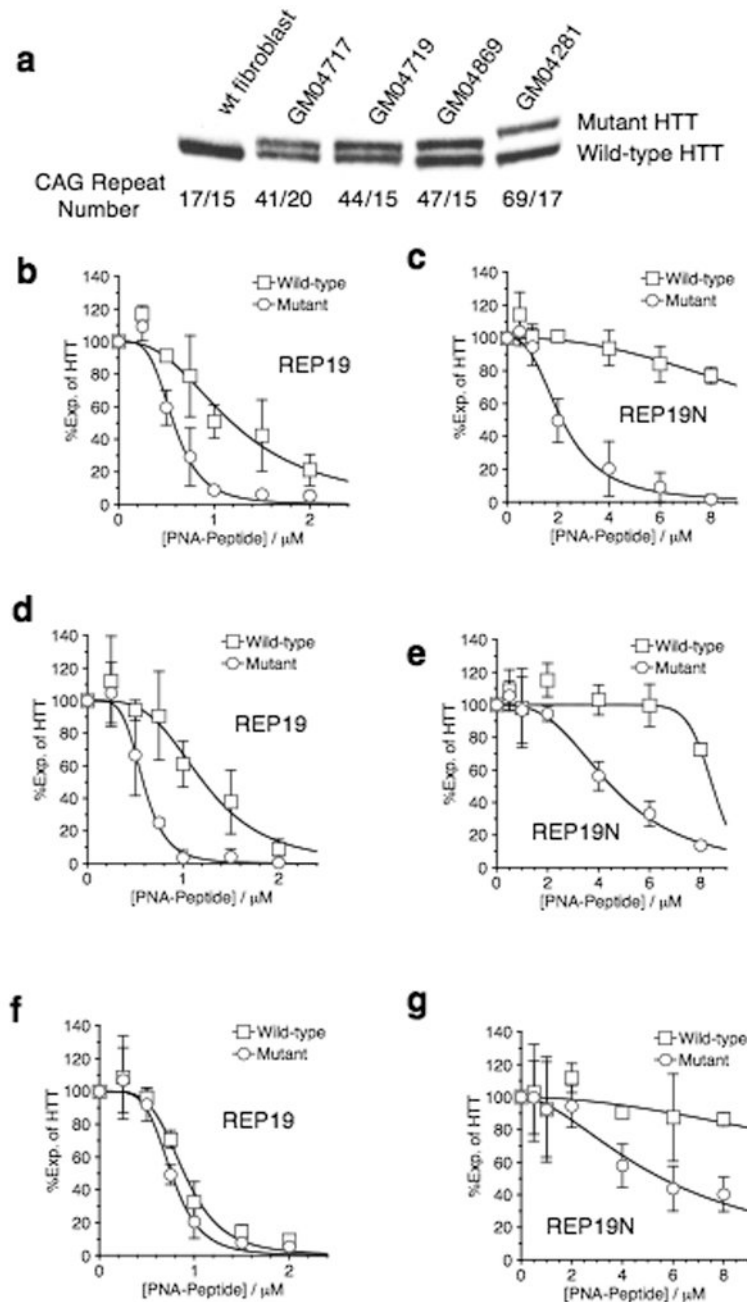 a
wt fibroblast
GM04717
GM04719
GM04869
GM04281
Mutant HTT
Wild-type HTT
CAG Repeat Number
17/15 41/20 44/15 47/15 69/17
b
140
120
100
80
60
40
20
0
%Exp. of HTT
Wild-type
Mutant
REP19
0 1 2
[PNA-Peptide] / μM
c
140
120
100
80
60
40
20
0
%Exp. of HTT
Wild-type
Mutant
REP19N
0 2 4 6 8
[PNA-Peptide] / μM
d
140
120
100
80
60
40
20
0
%Exp. of HTT
Wild-type
Mutant
REP19
0 1 2
[PNA-Peptide] / μM
e
140
120
100
80
60
40
20
0
%Exp. of HTT
Wild-type
Mutant
REP19N
0 2 4 6 8
[PNA-Peptide] / μM
f
140
120
100
80
60
40
20
0
%Exp. of HTT
Wild-type
Mutant
REP19
0 1 2
[PNA-Peptide] / μM
g
140
120
100
80
60
40
20
0
%Exp. of HTT
Wild-type
Mutant
REP19N
0 2 4 6 8
[PNA-Peptide] / μM